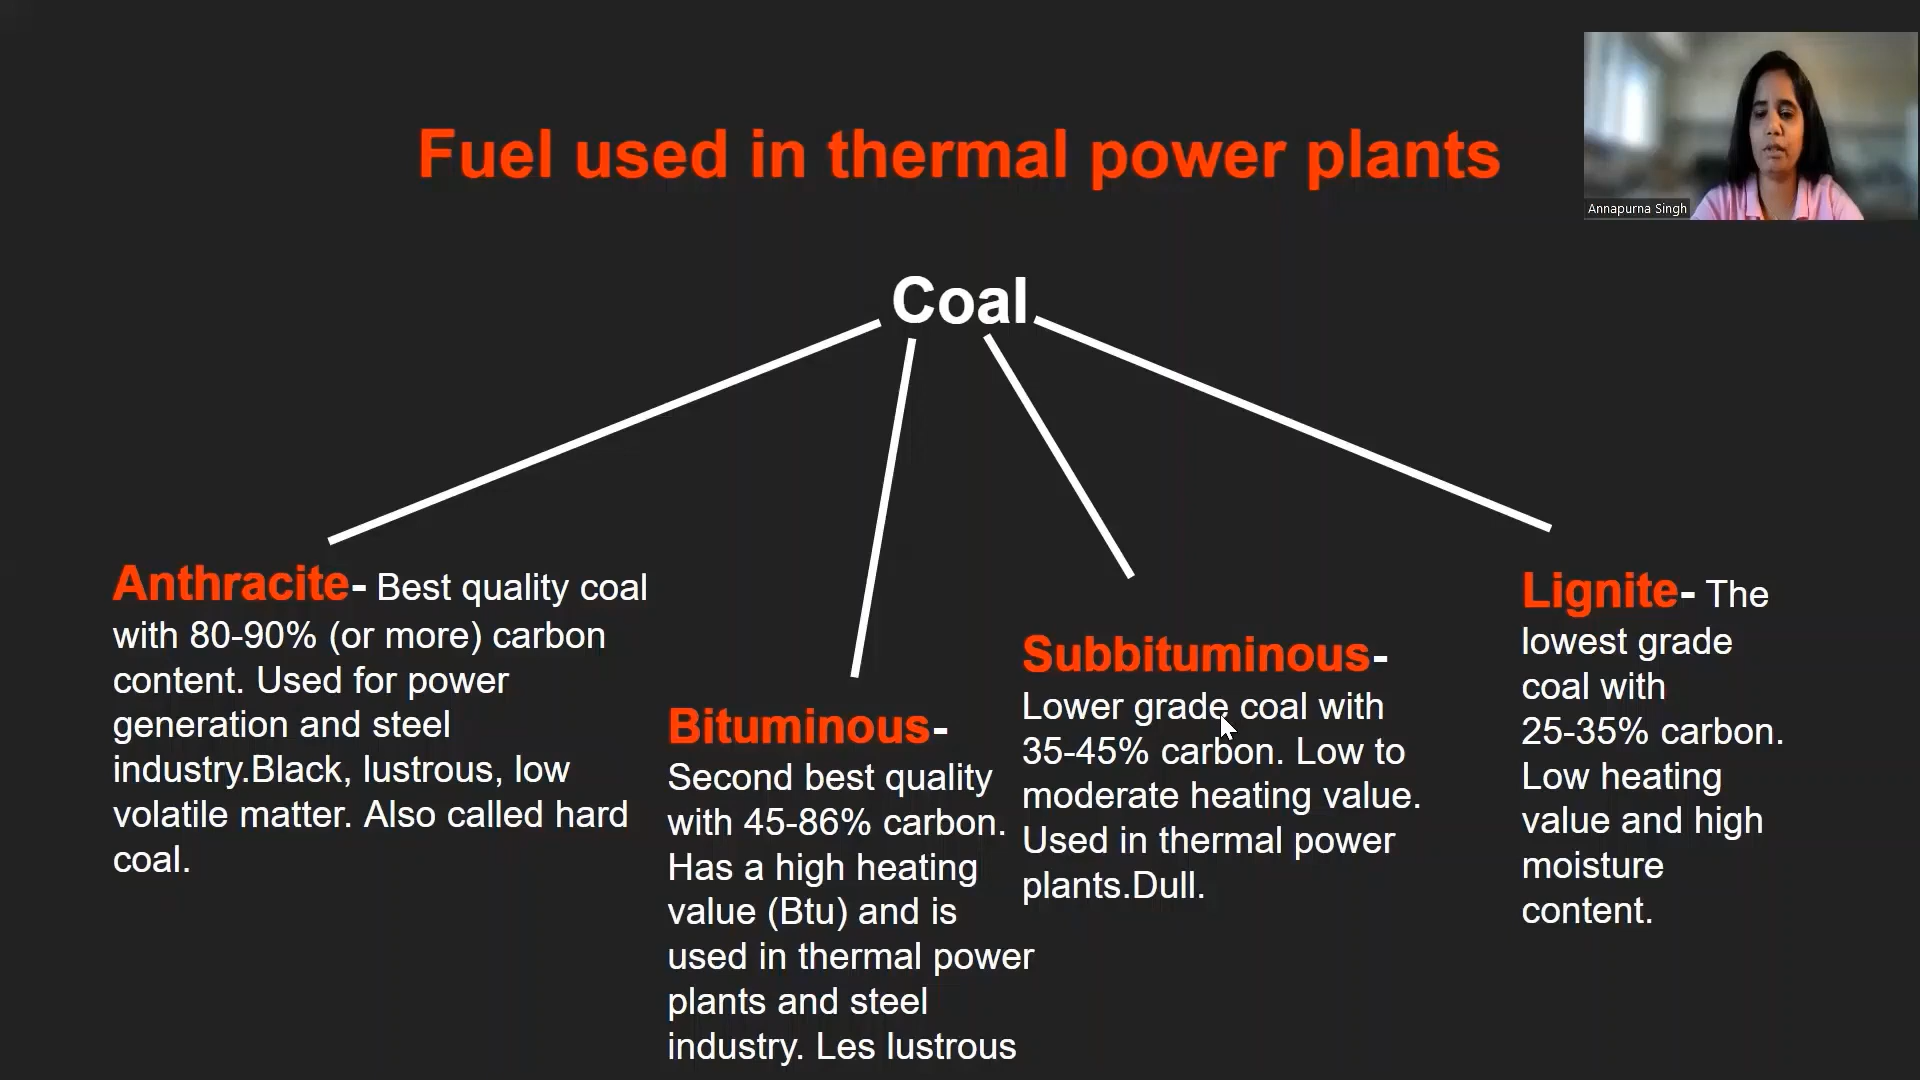 Fuel used in thermal power plants
Annapurna Singh
Coal
Anthracite- Best quality coal
with 80-90% (or more) carbon
content. Used for power
generation and steel
industry.Black, lustrous, low
volatile matter. Also called hard
coal.
Bituminous-
Second best quality
with 45-86% carbon.
Has a high heating
value (Btu) and is
used in thermal power
plants and steel
industry. Les lustrous
Subbituminous-
Lower grade coal with
35-45% carbon. Low to
moderate heating value.
Used in thermal power
plants.Dull.
Lignite- The
lowest grade
coal with
25-35% carbon.
Low heating
value and high
moisture
content.